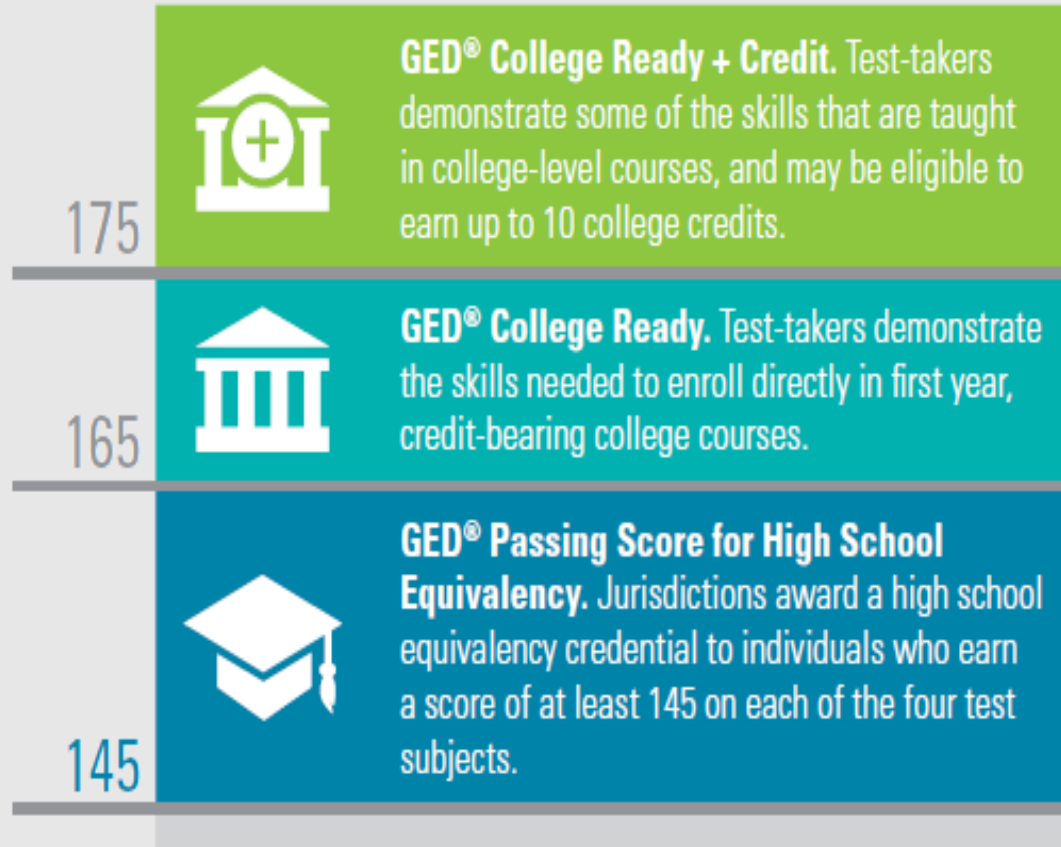 GED® College Ready + Credit. Test-takers
demonstrate some of the skills that are taught
in college-level courses, and may be eligible to
earn up to 10 college credits.
175
GED® College Ready. Test-takers demonstrate
the skills needed to enroll directly in first year,
credit-bearing college courses.
165
GED® Passing Score for High School
Equivalency. Jurisdictions award a high school
equivalency credential to individuals who earn
a score of at least 145 on each of the four test
subjects.
145